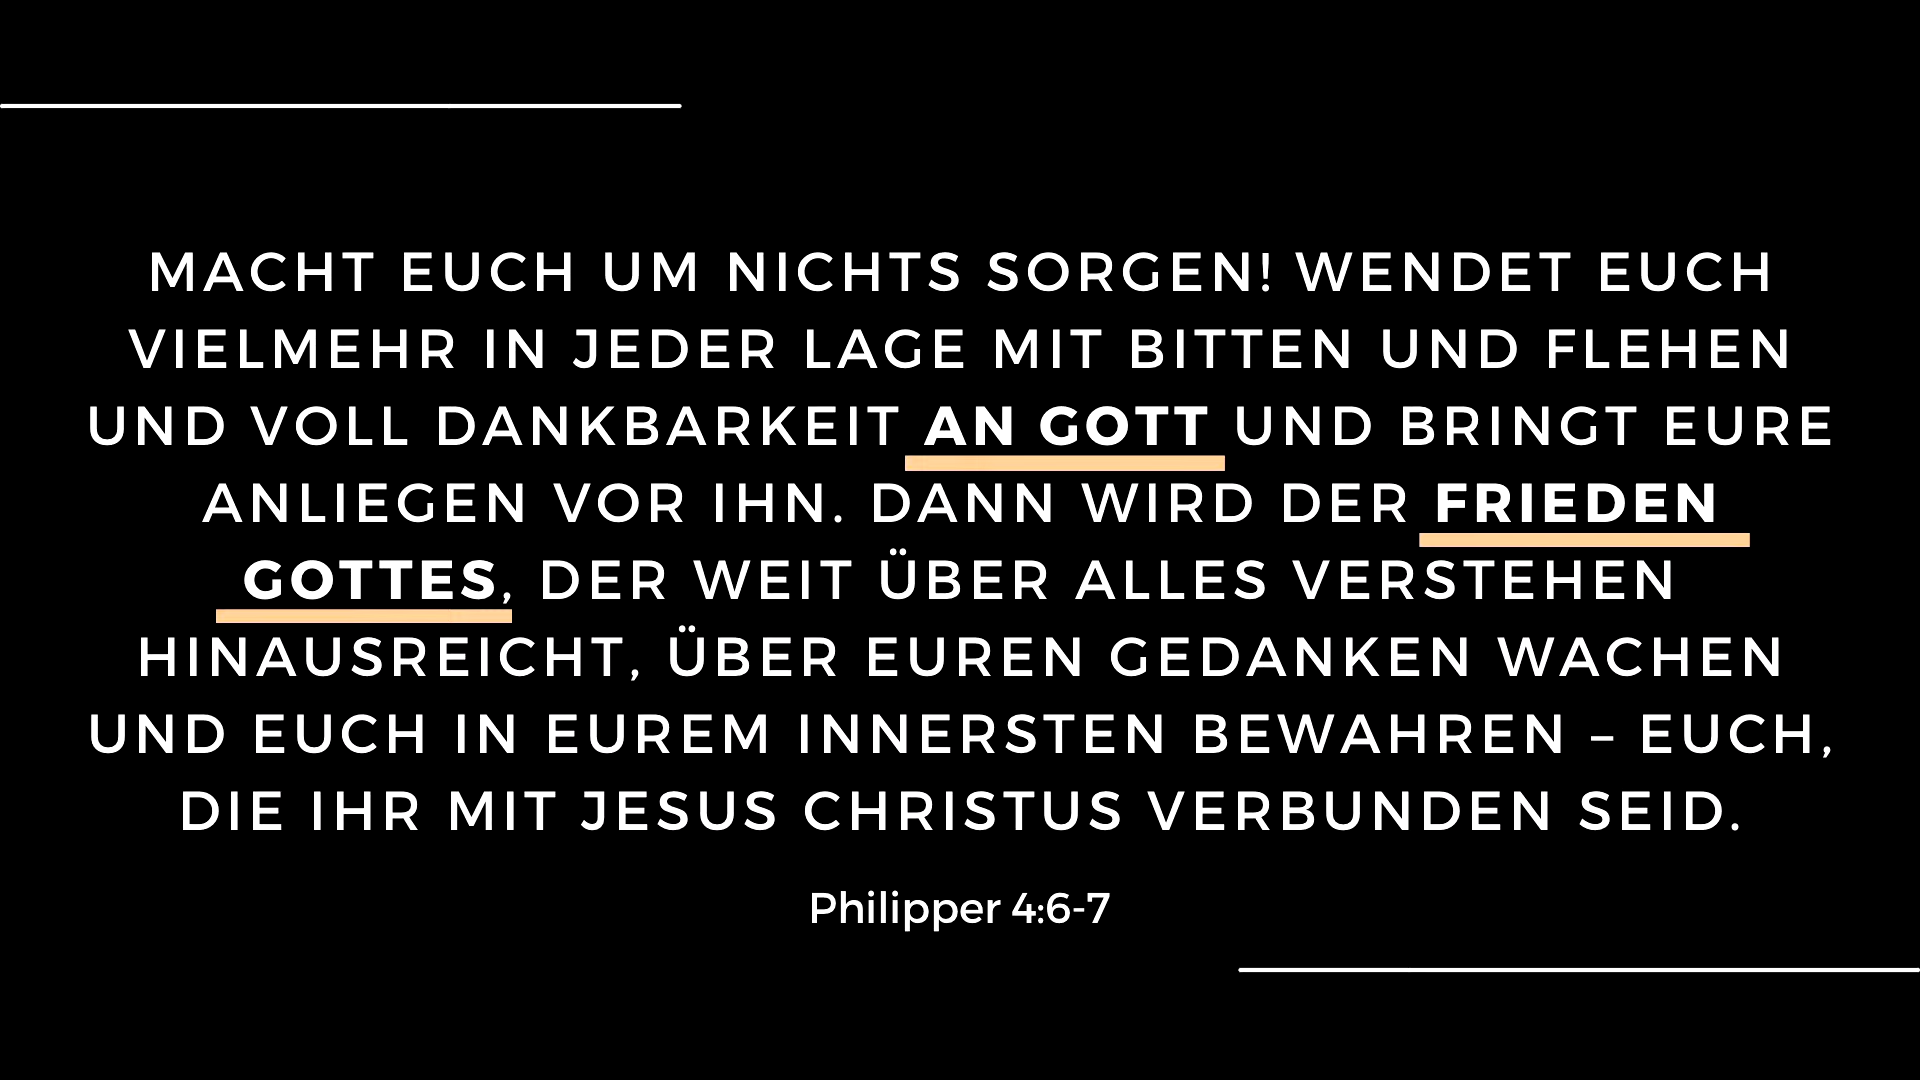 MACHT EUCH UM NICHTS SORGEN! WENDET EUCH
VIELMEHR IN JEDER LAGE MIT BITTEN UND FLEHEN
UND VOLL DANKBARKEIT AN GOTT UND BRINGT EURE
ANLIEGEN VOR IHN. DANN WIRD DER FRIEDEN
GOTTES, DER WEIT ÜBER ALLES VERSTEHEN
HINAUSREICHT, ÜBER EUREN GEDANKEN WACHEN
UND EUCH IN EUREM INNERSTEN BEWAHREN – EUCH,
DIE IHR MIT JESUS CHRISTUS VERBUNDEN SEID.
Philipper 4:6-7